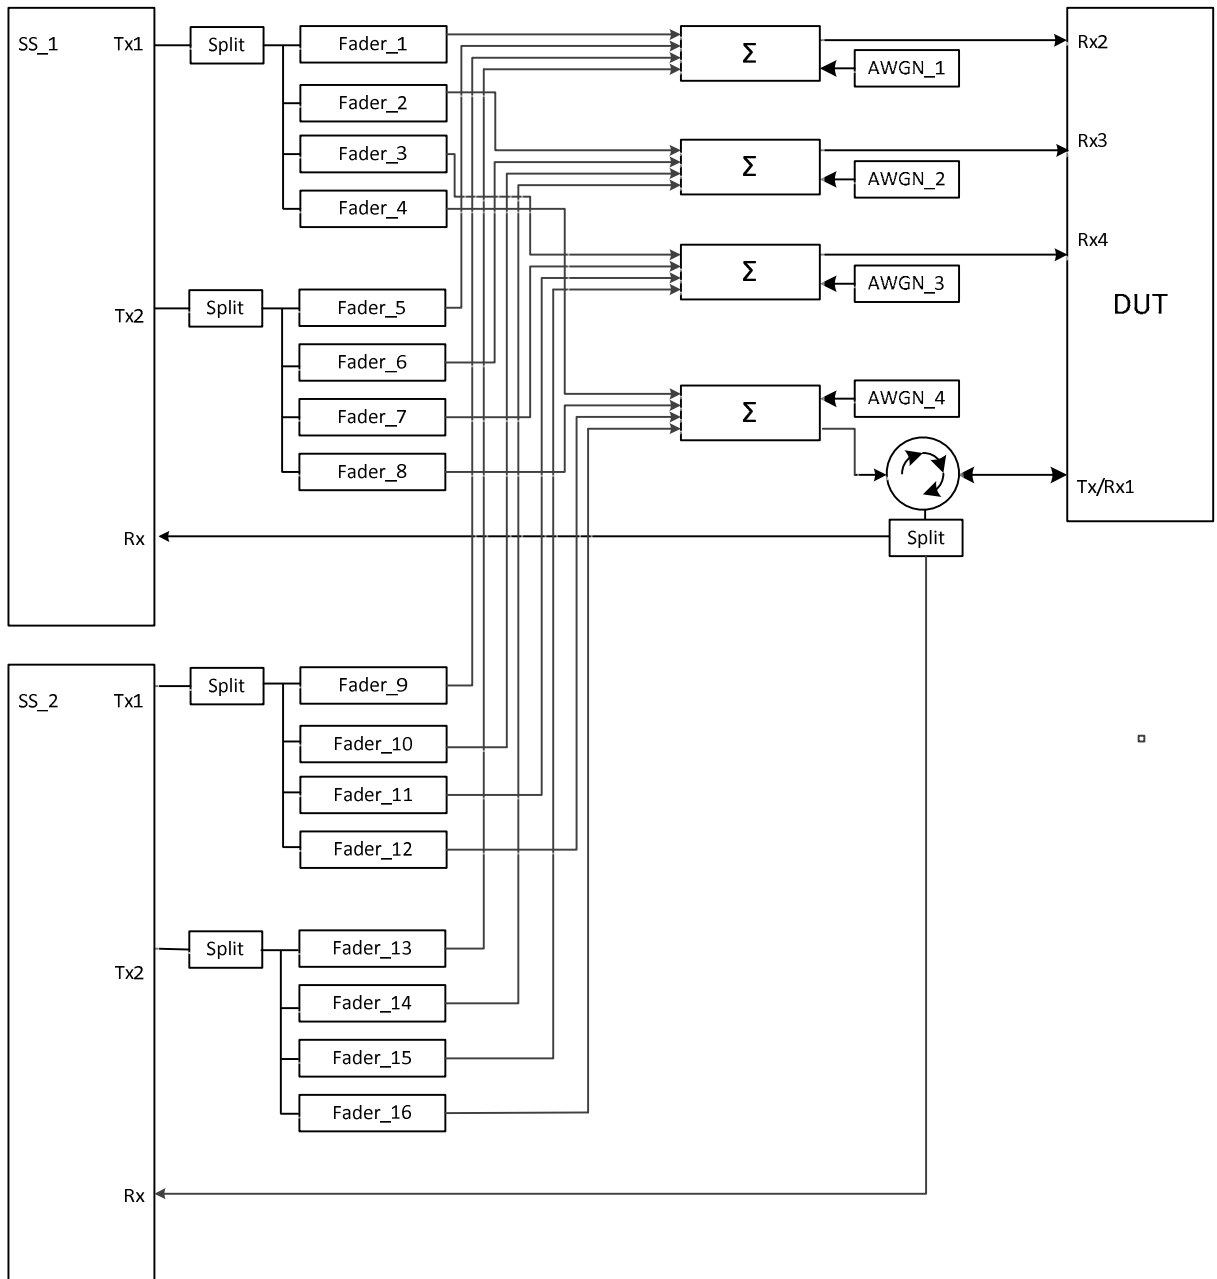 SS_1
Tx1
Split
Fader_1
Σ
Rx2
AWGN_1
Fader_2
Fader_3
Σ
Rx3
AWGN_2
Fader_4
Rx4
Σ
AWGN_3
DUT
Tx2
Split
Fader_5
Fader_6
Fader_7
Σ
AWGN_4
Fader_8
Tx/Rx1
Rx
Split
SS_2
Tx1
Split
Fader_9
Fader_10
Fader_11
Fader_12
Tx2
Split
Fader_13
Fader_14
Fader_15
Fader_16
Rx